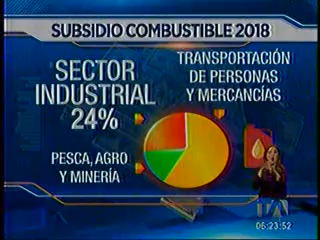 SUBSIDIO COMBUSTIBLE 2018
SECTOR
INDUSTRIAL
24%
TRANSPORTACIÓN
DE PERSONAS
Y MERCANCÍAS
PESCA, AGRO
Y MINERÍA
06:23:52